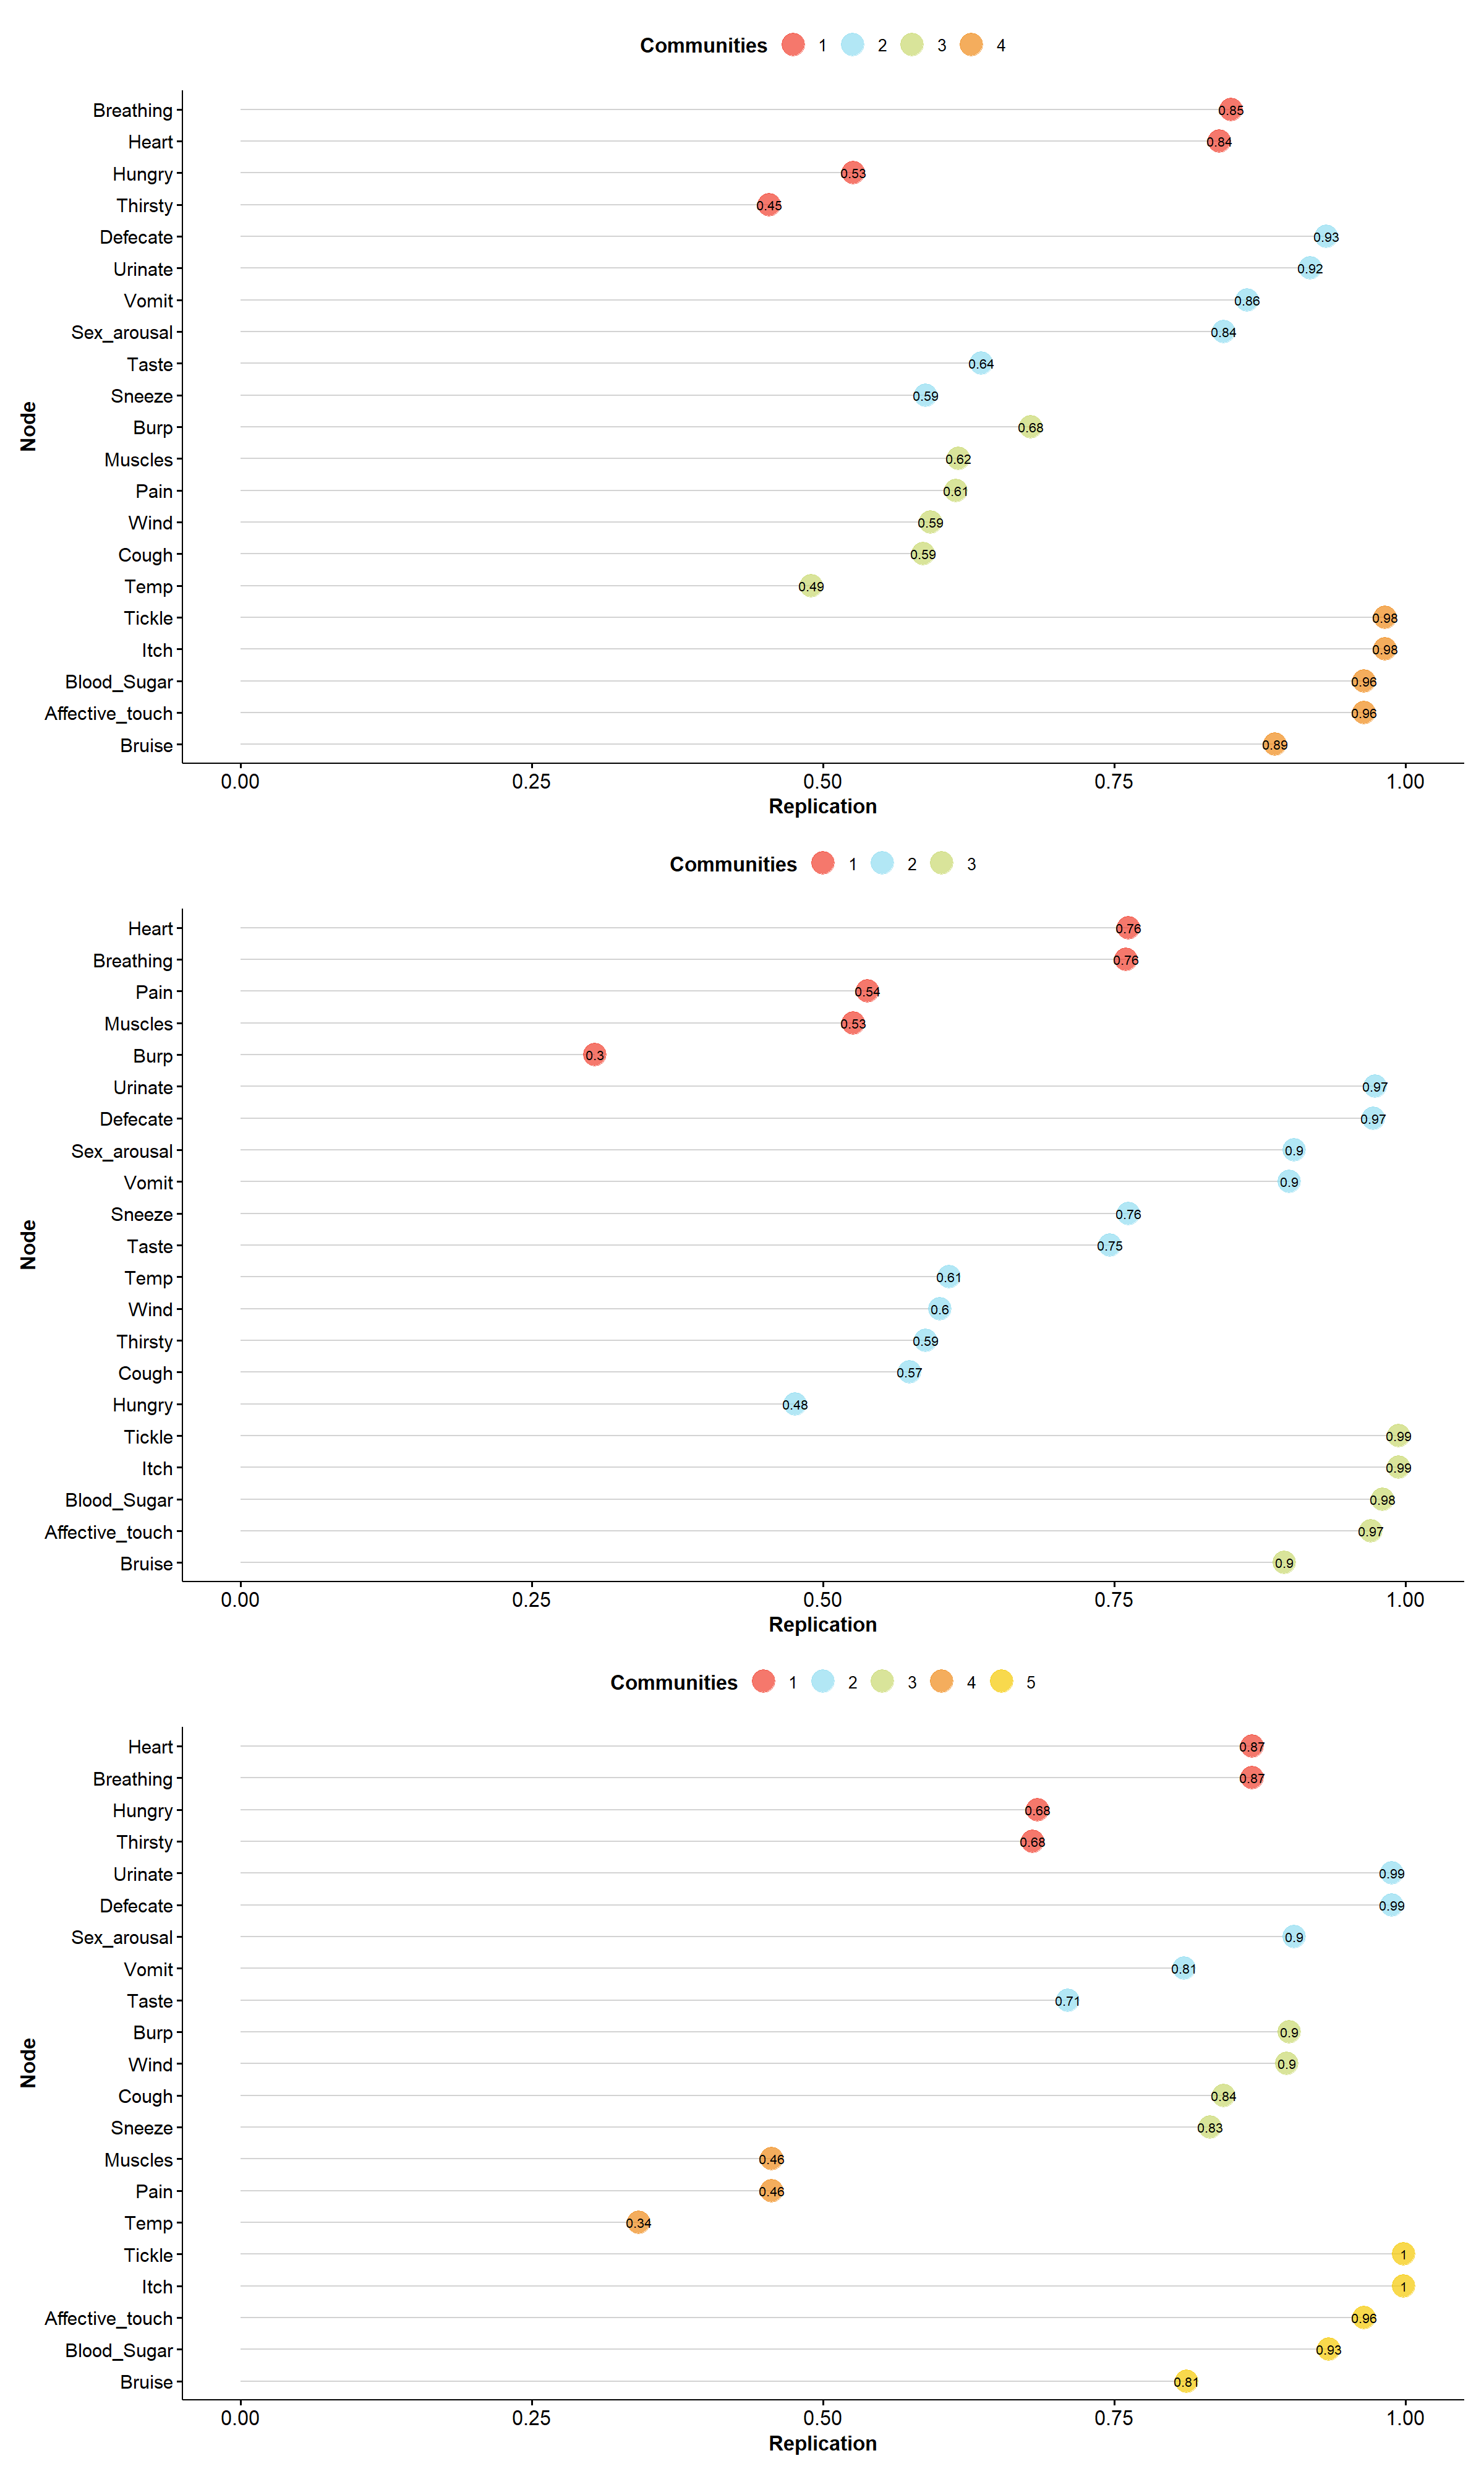 Communities 1 2 3 4
Breathing 0.85
Heart 0.84
Hungry 0.53
Thirsty 0.45
Defecate 0.93
Urinate 0.92
Vomit 0.86
Sex_arousal 0.84
Taste 0.64
Sneeze 0.59
Burp 0.68
Muscles 0.62
Pain 0.61
Wind 0.59
Cough 0.59
Temp 0.49
Tickle 0.98
Itch 0.98
Blood_Sugar 0.96
Affective_touch 0.96
Bruise 0.89
Node
0.00 0.25 0.50 0.75 1.00
Replication
Communities 1 2 3
Heart 0.76
Breathing 0.76
Pain 0.54
Muscles 0.53
Burp 0.3
Urinate 0.97
Defecate 0.97
Sex_arousal 0.9
Vomit 0.9
Sneeze 0.76
Taste 0.75
Temp 0.61
Wind 0.6
Thirsty 0.59
Cough 0.57
Hungry 0.48
Tickle 0.99
Itch 0.99
Blood_Sugar 0.98
Affective_touch 0.97
Bruise 0.9
Node
0.00 0.25 0.50 0.75 1.00
Replication
Communities 1 2 3 4 5
Heart 0.87
Breathing 0.87
Hungry 0.68
Thirsty 0.68
Urinate 0.99
Defecate 0.99
Sex_arousal 0.9
Vomit 0.81
Taste 0.71
Burp 0.9
Wind 0.9
Cough 0.84
Sneeze 0.83
Muscles 0.46
Pain 0.46
Temp 0.34
Tickle 1
Itch 1
Affective_touch 0.96
Blood_Sugar 0.93
Bruise 0.81
Node
0.00 0.25 0.50 0.75 1.00
Replication